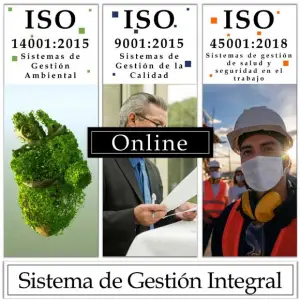 ISO
14001:2015
Sistemas de
Gestión
Ambiental
ISO.
9001:2015
Sistemas de
Gestión de la
Calidad
ISO
45001:2018
Sistemas de gestión
de salud y
seguridad en el
trabajo
Online
Sistema de Gestión Integral